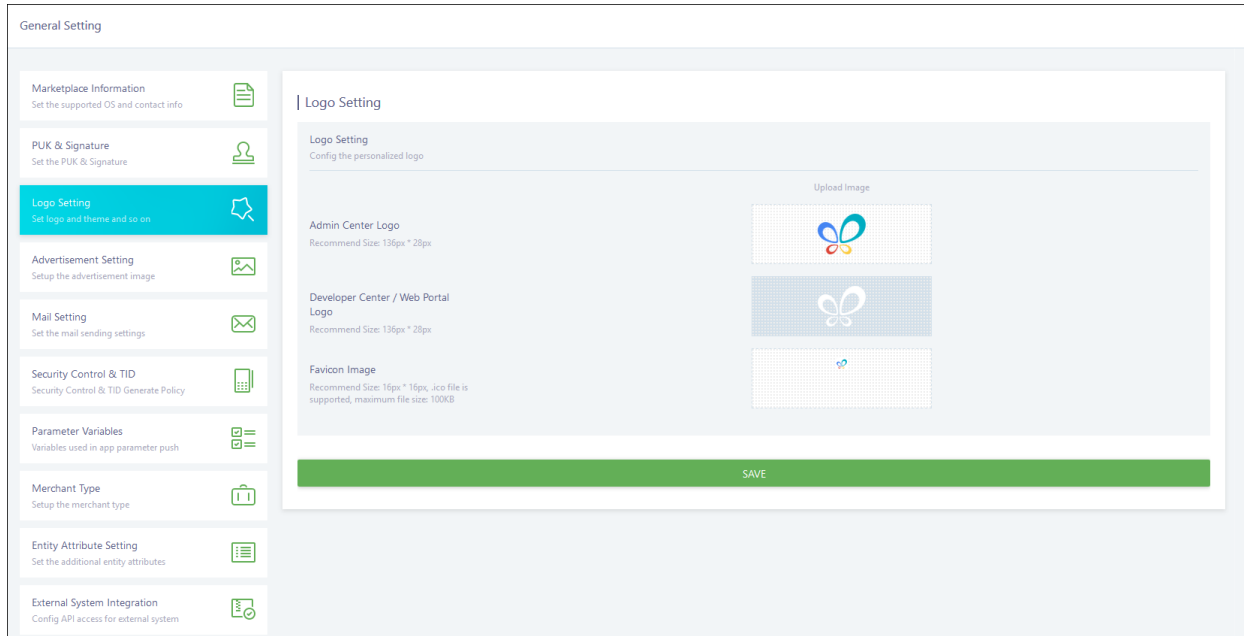 General Setting
Marketplace Information
Set the supported OS and contact info
PUK & Signature
Set the PUK & Signature
Logo Setting
Set logo and theme and so on
Advertisement Setting
Setup the advertisement image
Mail Setting
Set the mail sending settings
Security Control & TID
Security Control & TID Generate Policy
Parameter Variables
Variables used in app parameter push
Merchant Type
Setup the merchant type
Entity Attribute Setting
Set the additional entity attributes
External System Integration
Config API access for external system
Logo Setting
Logo Setting
Config the personalized logo
Upload Image
Admin Center Logo
Recommend Size: 136px * 28px
Developer Center / Web Portal
Logo
Recommend Size: 136px * 28px
Favicon Image
Recommend Size: 16px * 16px, .ico file is
supported, maximum file size: 100KB
SAVE